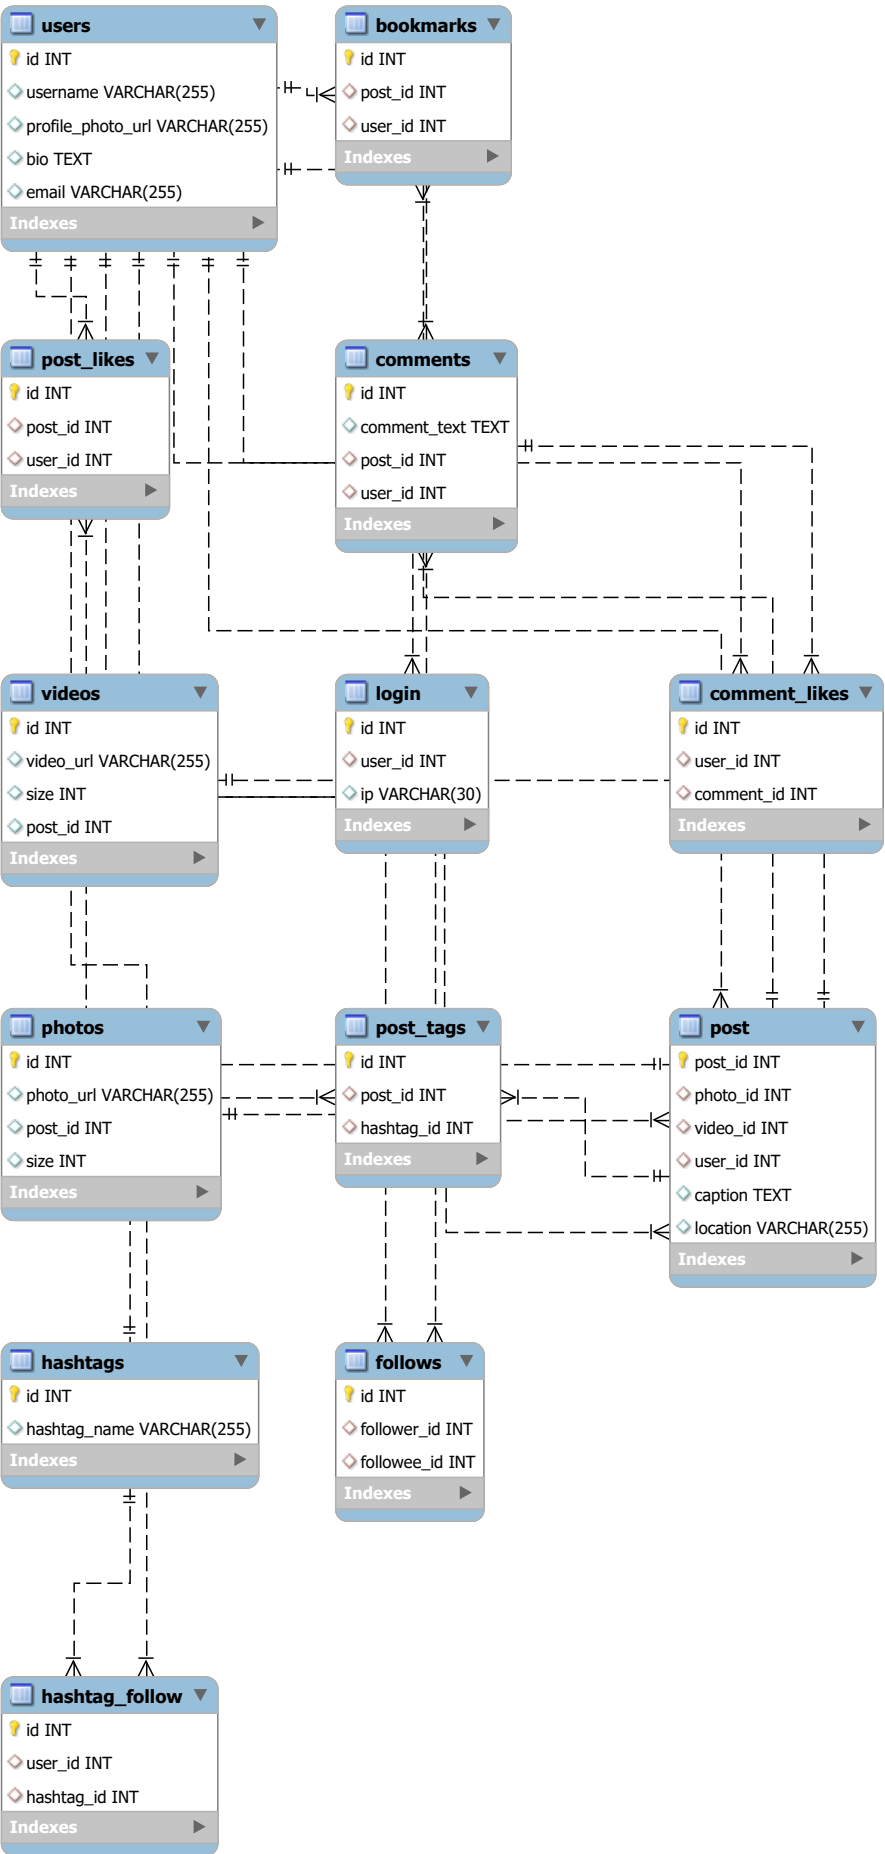 users
id INT
username VARCHAR(255)
profile_photo_url VARCHAR(255)
bio TEXT
email VARCHAR(255)
Indexes
bookmarks
id INT
post_id INT
user_id INT
Indexes
post_likes
id INT
post_id INT
user_id INT
Indexes
comments
id INT
comment_text TEXT
post_id INT
user_id INT
Indexes
videos
id INT
video_url VARCHAR(255)
size INT
post_id INT
Indexes
login
id INT
user_id INT
ip VARCHAR(30)
Indexes
comment_likes
id INT
user_id INT
comment_id INT
Indexes
photos
id INT
photo_url VARCHAR(255)
post_id INT
size INT
Indexes
post_tags
id INT
post_id INT
hashtag_id INT
Indexes
post
post_id INT
photo_id INT
video_id INT
user_id INT
caption TEXT
location VARCHAR(255)
Indexes
hashtags
id INT
hashtag_name VARCHAR(255)
Indexes
follows
id INT
follower_id INT
followee_id INT
Indexes
hashtag_follow
id INT
user_id INT
hashtag_id INT
Indexes